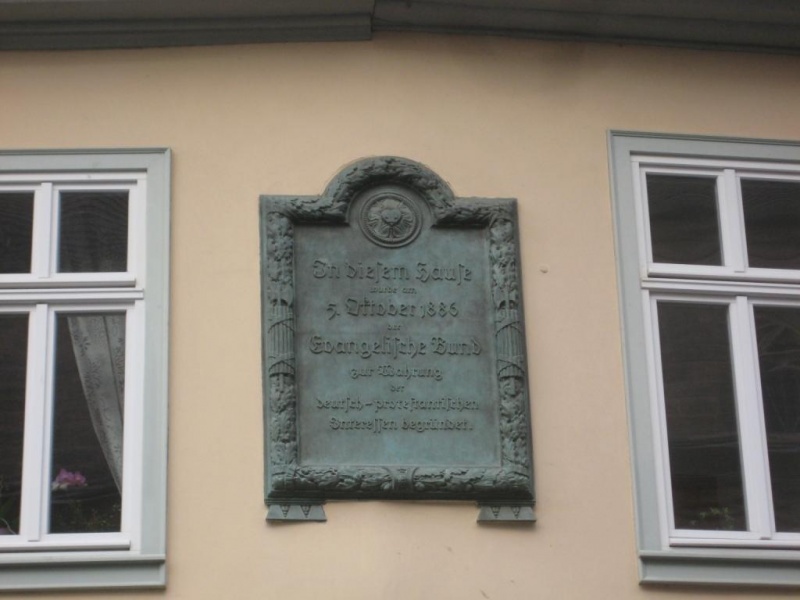 In diesem Hause
wurde am
5. Oktober 1886
der
Evangelische Bund
zur Wahrung
der
deutsch-protestantischen
Interessen begründet.